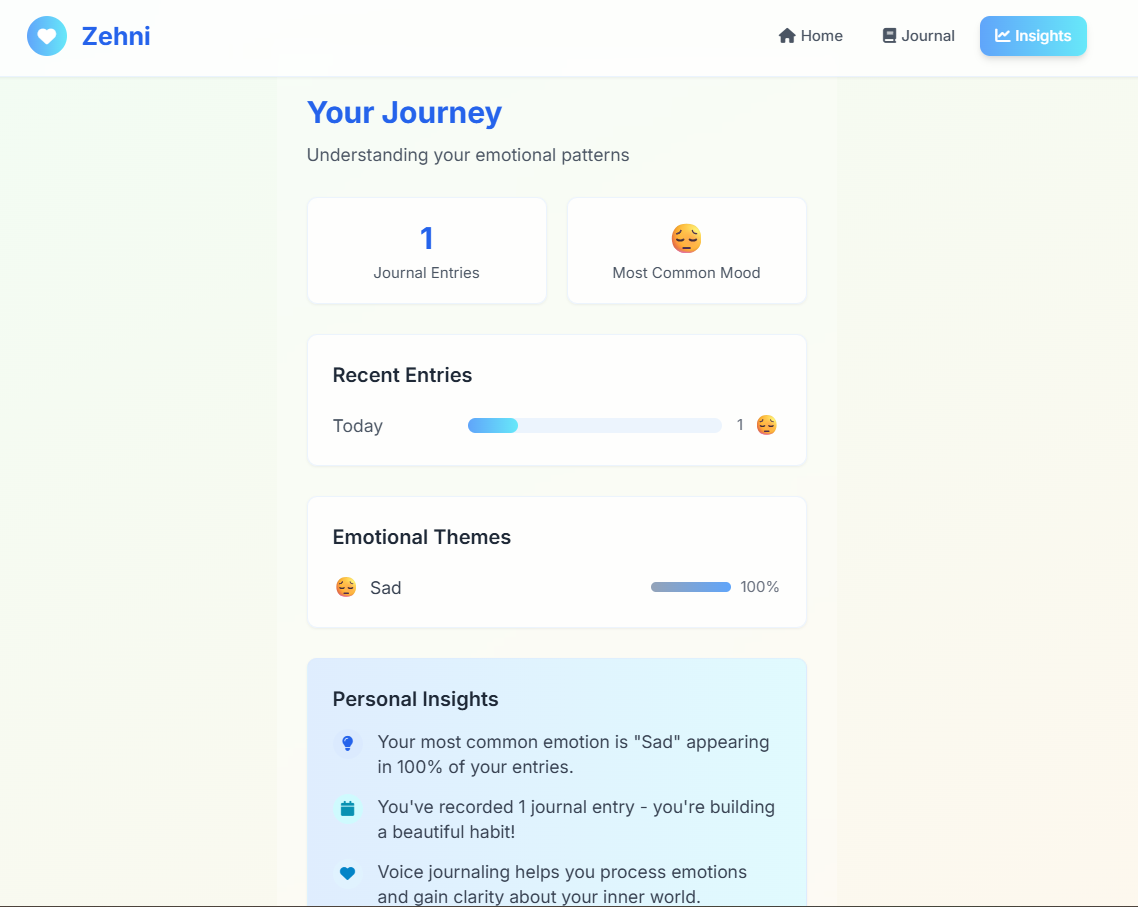 Zehni
Home
Journal
Insights
Your Journey
Understanding your emotional patterns
1
Journal Entries
Most Common Mood
Recent Entries
Today
1
Emotional Themes
Sad
100%
Personal Insights
Your most common emotion is "Sad" appearing
in 100% of your entries.
You've recorded 1 journal entry - you're building
a beautiful habit!
Voice journaling helps you process emotions
and gain clarity about your inner world.